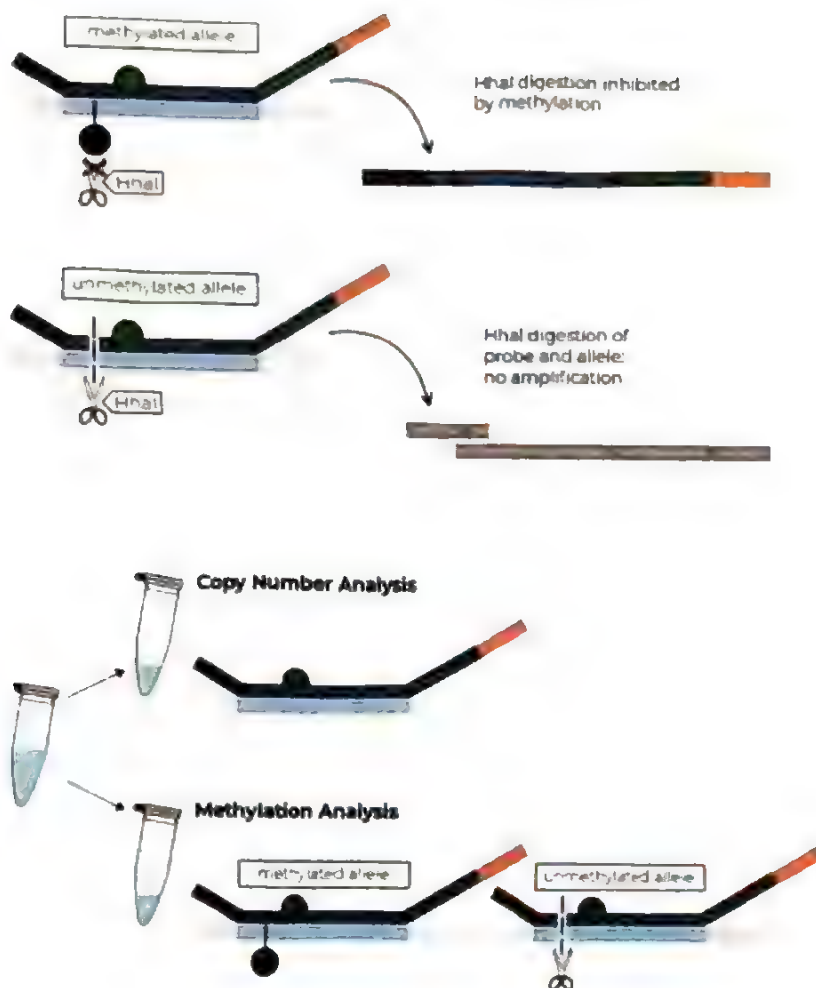 methylated allele
HhaI digestion inhibited
by methylation
HhaI
unmethylated allele
HhaI digestion of
probe and allele:
no amplification
HhaI
Copy Number Analysis
Methylation Analysis
methylated allele
unmethylated allele